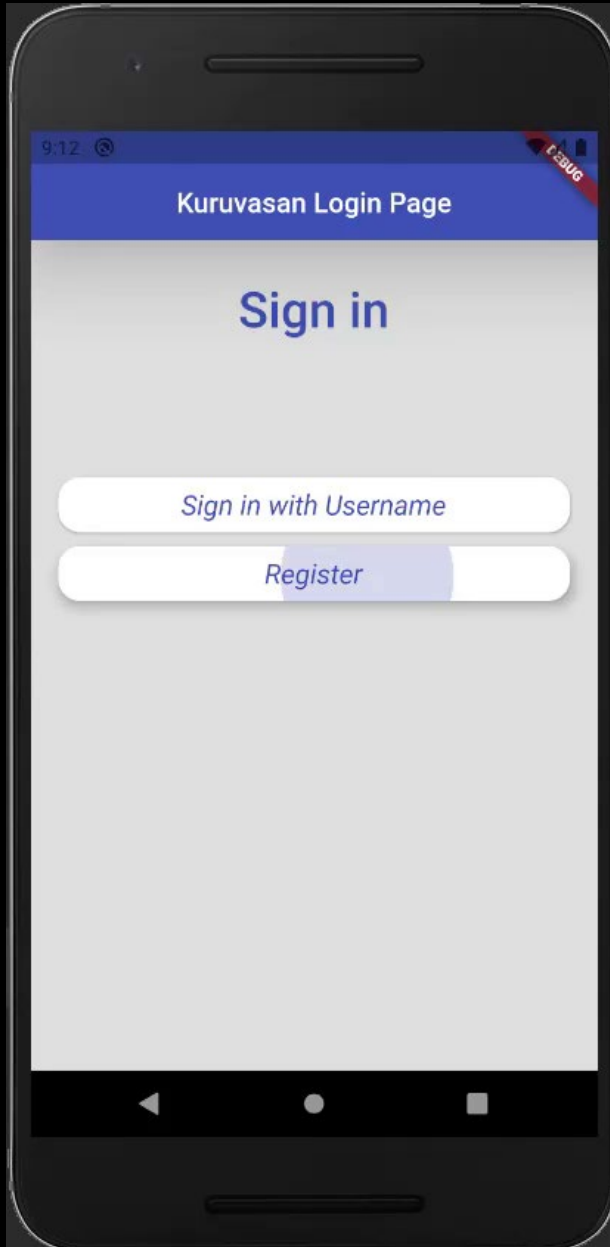 9:12
DEBUG
Kuruvasan Login Page
Sign in
Sign in with Username
Register